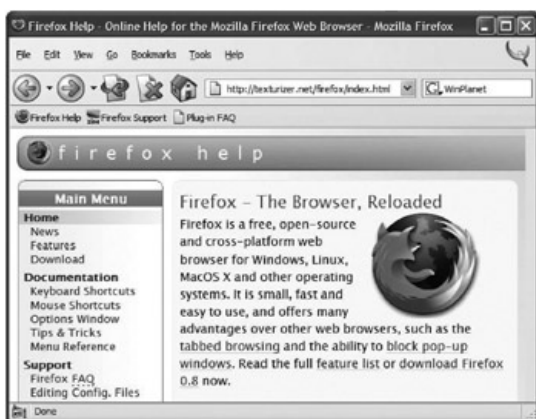 Firefox Help - Online Help for the Mozilla Firefox Web Browser - Mozilla Firefox
File Edit View Go Bookmarks Tools Help
http://texturizer.net/firefox/index.html
WinPlanet
Firefox Help Firefox Support Plug-in FAQ
firefox help
Main Menu
Home
News
Features
Download
Documentation
Keyboard Shortcuts
Mouse Shortcuts
Options Window
Tips & Tricks
Menu Reference
Support
Firefox FAQ
Editing Config. Files
Firefox - The Browser, Reloaded
Firefox is a free, open-source
and cross-platform web
browser for Windows, Linux,
MacOS X and other operating
systems. It is small, fast and
easy to use, and offers many
advantages over other web browsers, such as the
tabbed browsing and the ability to block pop-up
windows. Read the full feature list or download Firefox
0.8 now.
Done